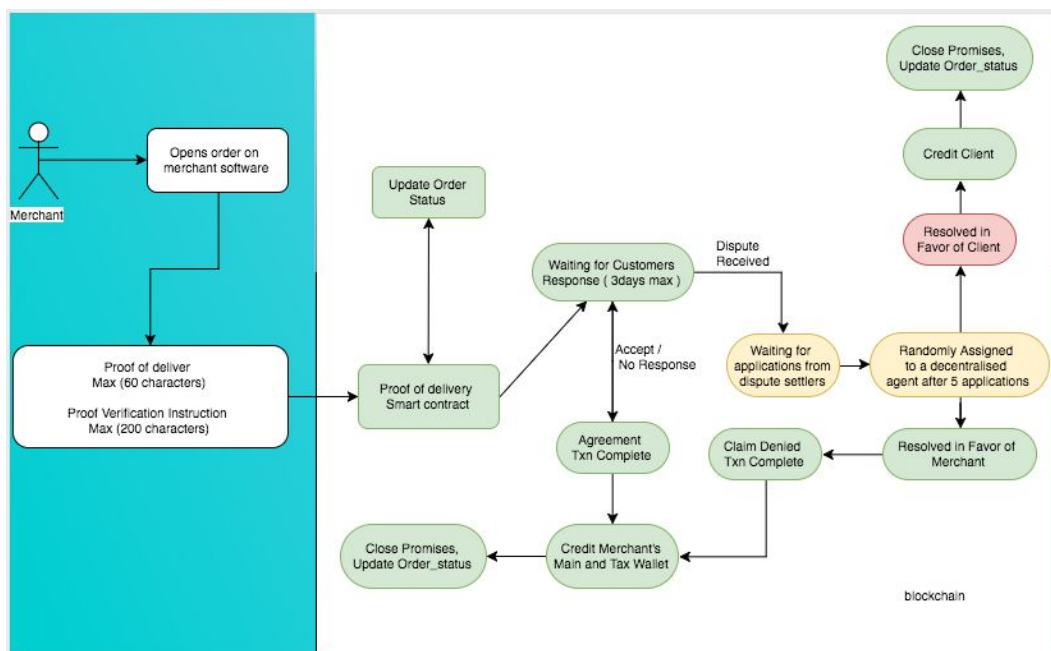 Merchant
Opens order on
merchant software
Proof of deliver
Max (60 characters)
Proof Verification Instruction
Max (200 characters)
Update Order
Status
Proof of delivery
Smart contract
Waiting for Customers
Response ( 3days max )
Accept /
No Response
Agreement
Txn Complete
Credit Merchant's
Main and Tax Wallet
Close Promises,
Update Order_status
Dispute
Received
Waiting for
applications from
dispute settlers
Randomly Assigned
to a decentralised
agent after 5 applications
Resolved in
Favor of Client
Credit Client
Close Promises,
Update Order_status
Resolved in Favor of
Merchant
Claim Denied
Txn Complete
blockchain